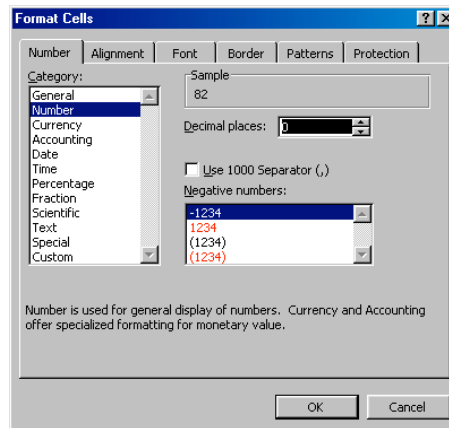 Format Cells
? x
Number Alignment Font Border Patterns Protection
Category:
General
Number
Currency
Accounting
Date
Time
Percentage
Fraction
Scientific
Text
Special
Custom
Sample
82
Decimal places: 0
Use 1000 Separator (,)
Negative numbers:
-1234
1234
(1234)
(1234)
Number is used for general display of numbers. Currency and Accounting
offer specialized formatting for monetary value.
OK Cancel